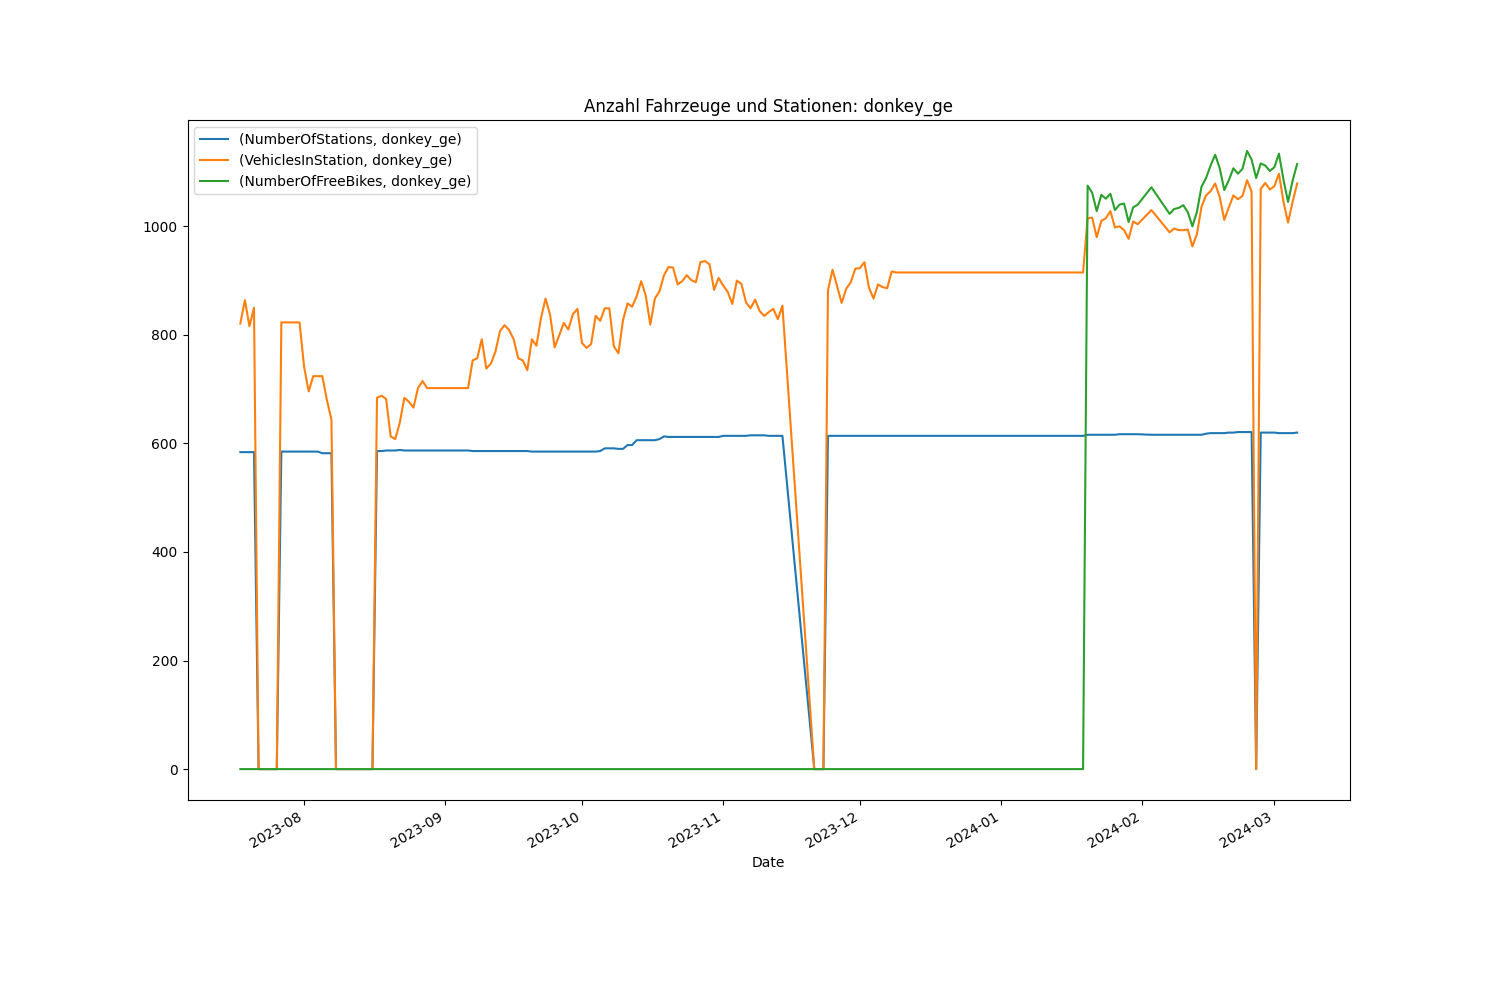 Anzahl Fahrzeuge und Stationen: donkey_ge
(NumberOfStations, donkey_ge)
(VehiclesInStation, donkey_ge)
(NumberOfFreeBikes, donkey_ge)
1000
800
600
400
200
0
2023-08
2023-09
2023-10
2023-11
2023-12
2024-01
2024-02
2024-03
Date